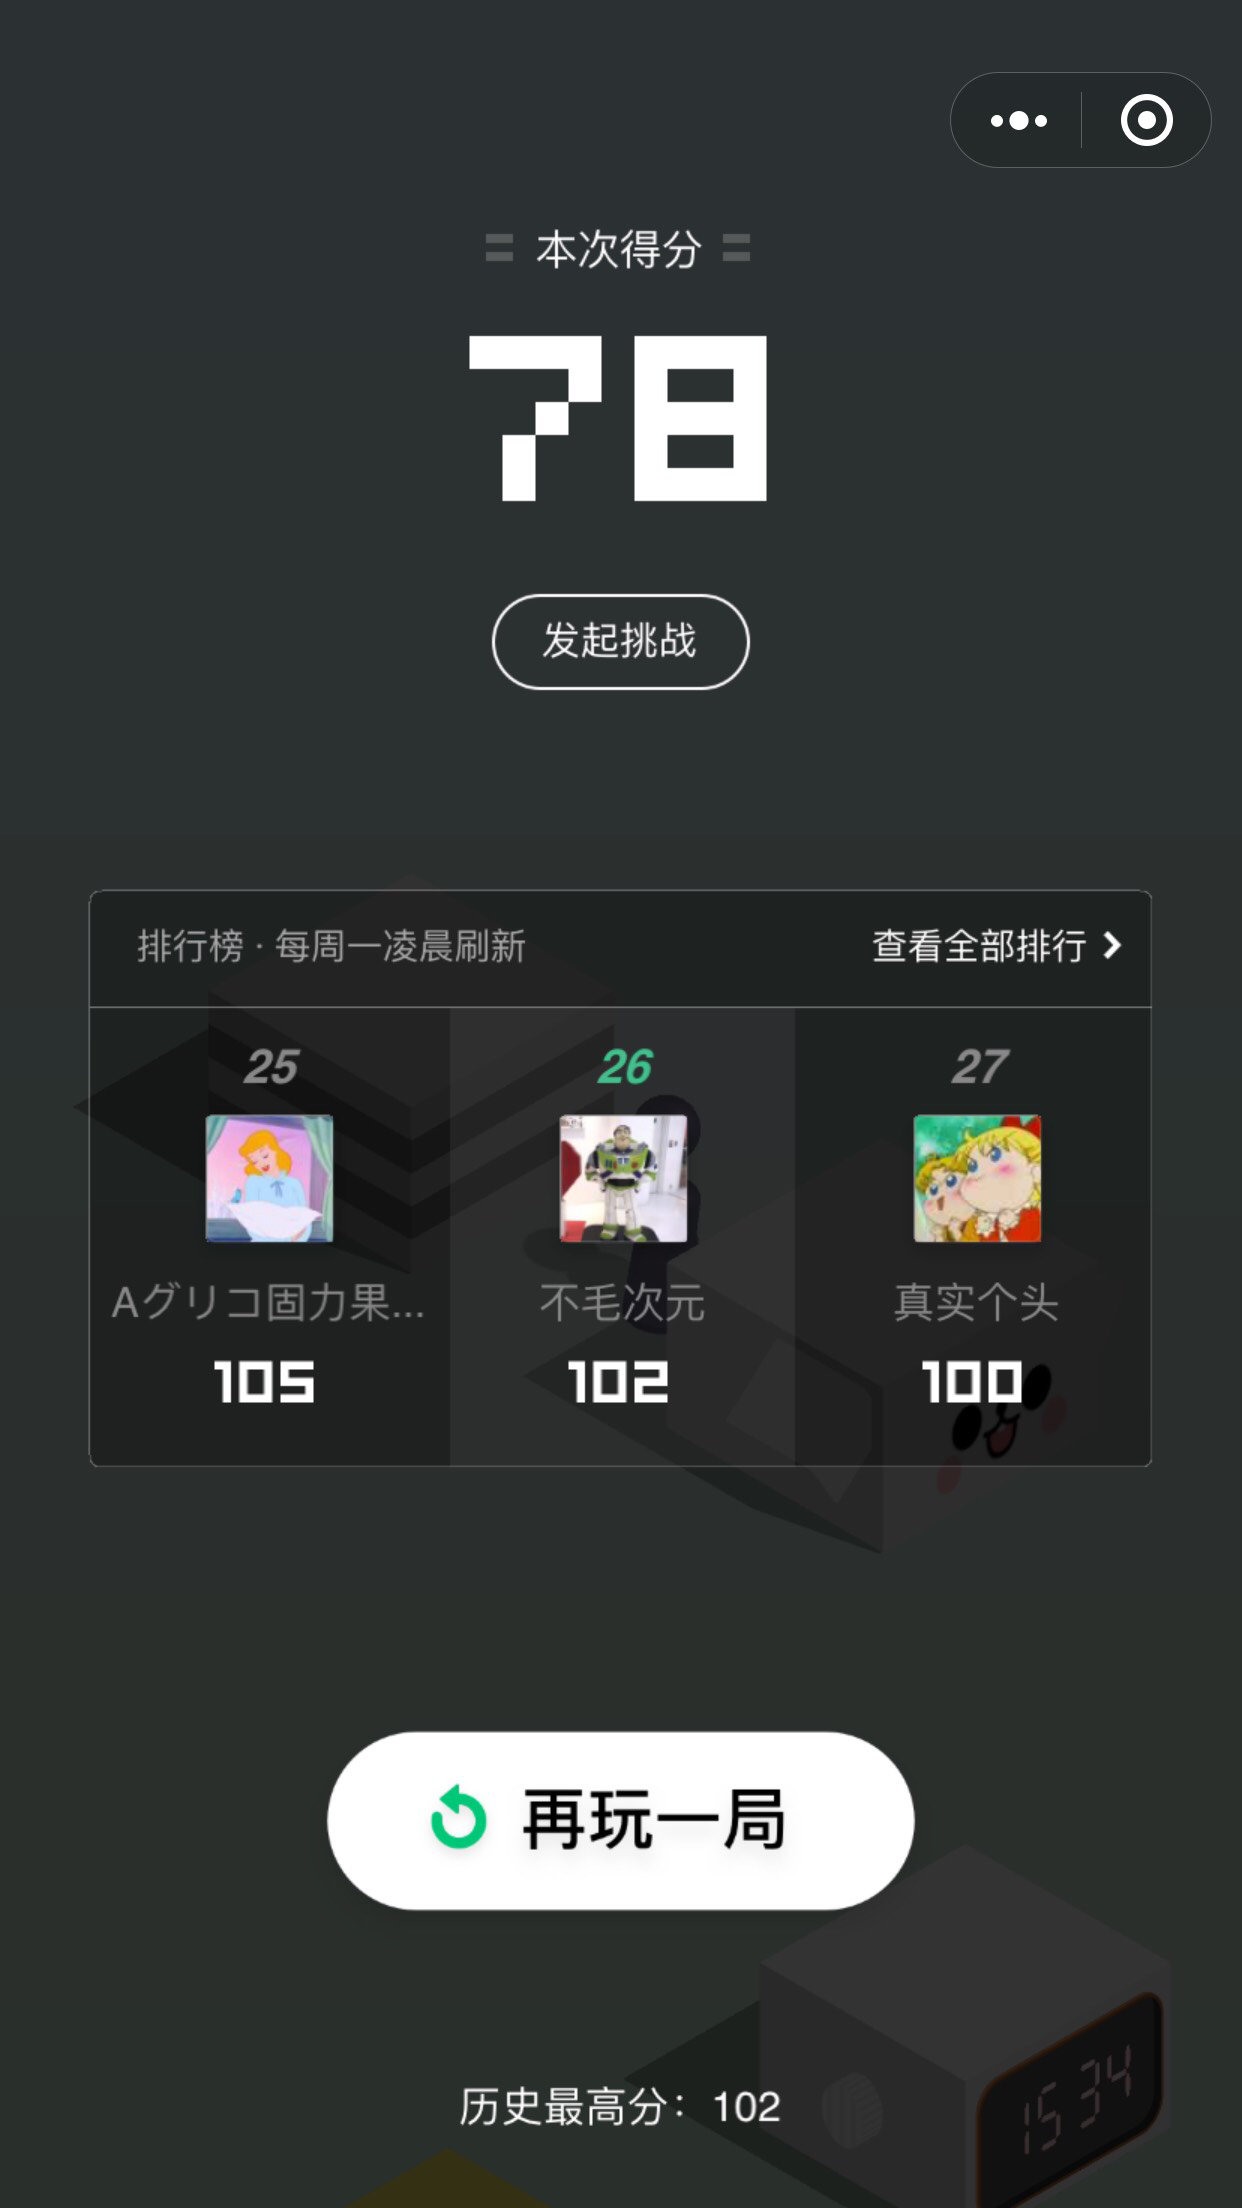 本次得分
78
发起挑战
排行榜 · 每周一凌晨刷新
查看全部排行
25
26
27
Aグリコ固力果...
不毛次元
真实个头
105
102
100
再玩一局
历史最高分：102
15 34